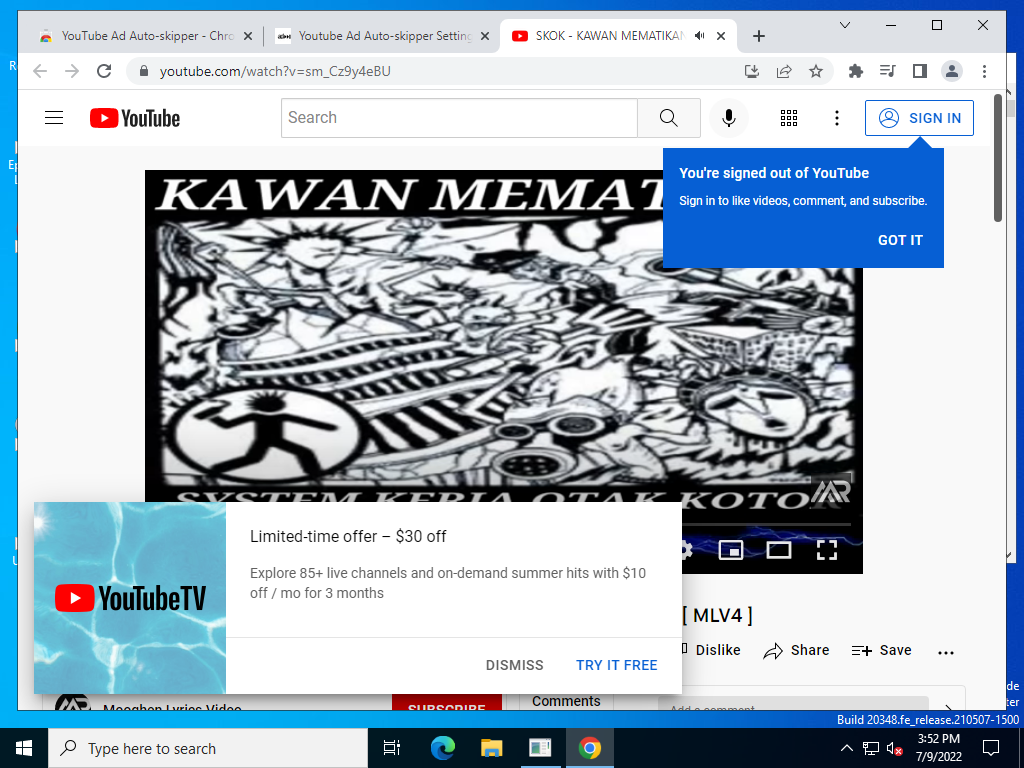 YouTube Ad Auto-skipper - Chro
Youtube Ad Auto-skipper Setting
SKOK - KAWAN MEMATIKAN
youtube.com/watch?v=sm_Cz9y4eBU
YouTube
Search
SIGN IN
You're signed out of YouTube
Sign in to like videos, comment, and subscribe.
GOT IT
KAWAN MEMAT
SYSTEM KERJA OTAK KOTOR
Limited-time offer – $30 off
Explore 85+ live channels and on-demand summer hits with $10
off / mo for 3 months
YouTubeTV
DISMISS
TRY IT FREE
[ MLV4 ]
Dislike
Share
Save
...
Mooghen Lyrics Video
SUBSCRIBE
Comments
Add a comment...
Build 20348.fe_release.210507-1500
Type here to search
3:52 PM
7/9/2022